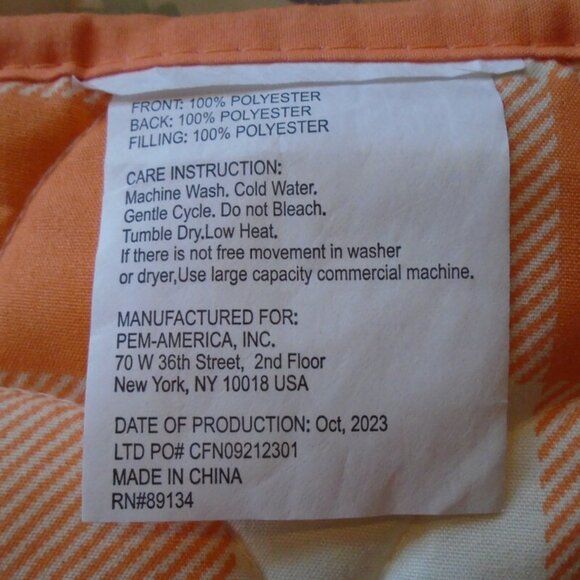 FRONT: 100% POLYESTER
BACK: 100% POLYESTER
FILLING: 100% POLYESTER
CARE INSTRUCTION:
Machine Wash. Cold Water.
Gentle Cycle. Do not Bleach.
Tumble Dry.Low Heat.
If there is not free movement in washer
or dryer,Use large capacity commercial machine.
MANUFACTURED FOR:
PEM-AMERICA, INC.
70 W 36th Street, 2nd Floor
New York, NY 10018 USA
DATE OF PRODUCTION: Oct, 2023
LTD PO# CFN09212301
MADE IN CHINA
RN#89134